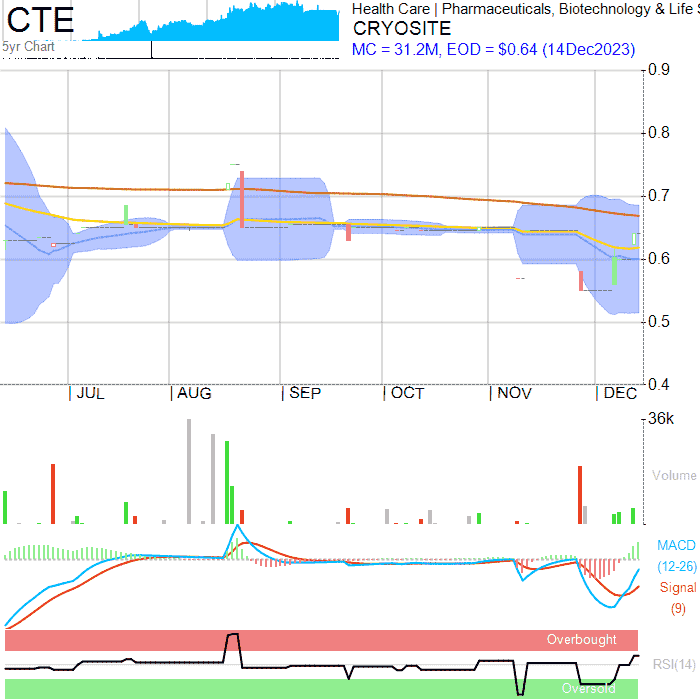 CTE
Health Care | Pharmaceuticals, Biotechnology & Life S
CRYOSITE
5yr Chart
MC = 31.2M, EOD = $0.64 (14Dec2023)
0.9
0.8
0.7
0.6
0.5
0.4
| JUL | AUG | SEP | OCT | NOV | DEC
36k
Volume
MACD
(12-26)
Signal
(9)
Overbought
RSI(14)
Oversold